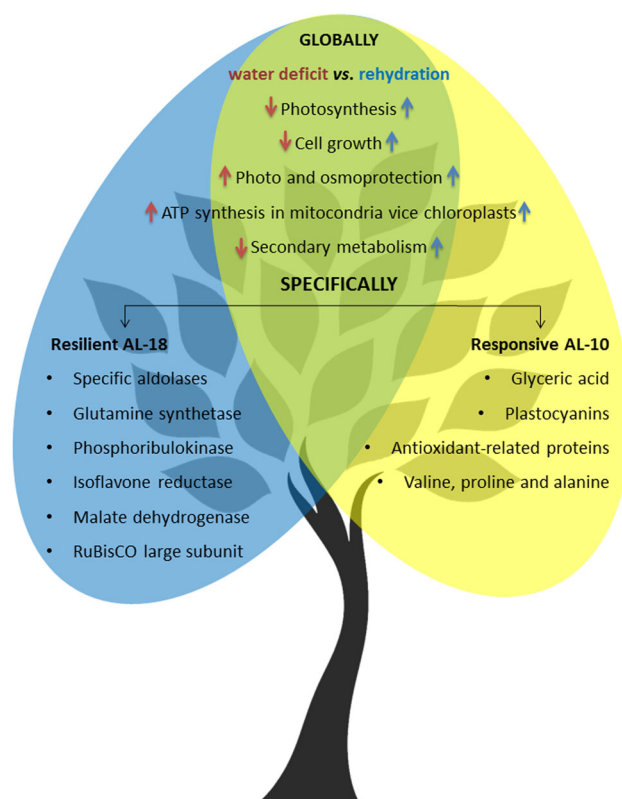 GLOBALLY
water deficit vs. rehydration
↓ Photosynthesis ↑
↓ Cell growth ↑
↑ Photo and osmoprotection ↑
↑ ATP synthesis in mitocondria vice chloroplasts ↑
↓ Secondary metabolism ↑
SPECIFICALLY
Resilient AL-18
• Specific aldolases
• Glutamine synthetase
• Phosphoribulokinase
• Isoflavone reductase
• Malate dehydrogenase
• RuBisCO large subunit
Responsive AL-10
• Glyceric acid
• Plastocyanins
• Antioxidant-related proteins
• Valine, proline and alanine